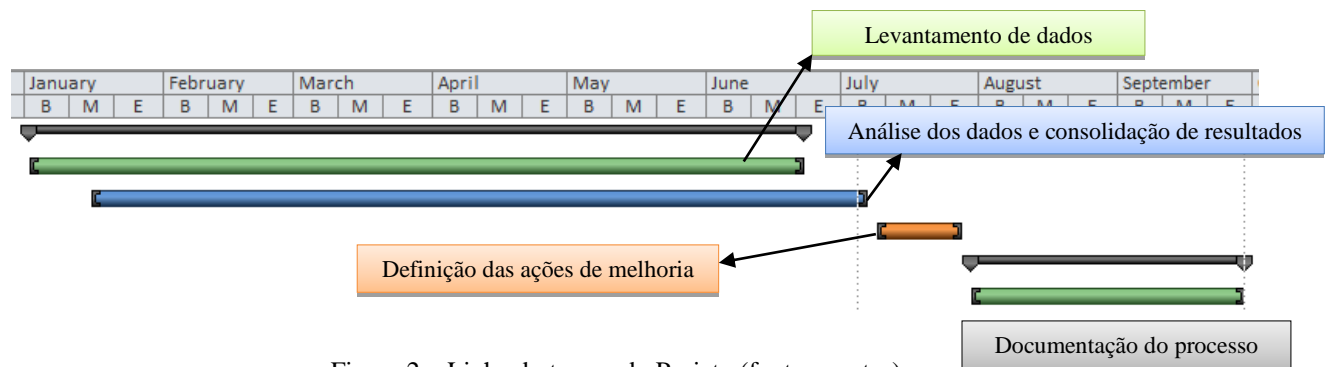 Levantamento de dados
January February March April May June July August September
B M E B M E B M E B M E B M E B M E B M E B M E B M E
Análise dos dados e consolidação de resultados
Definição das ações de melhoria
Documentação do processo